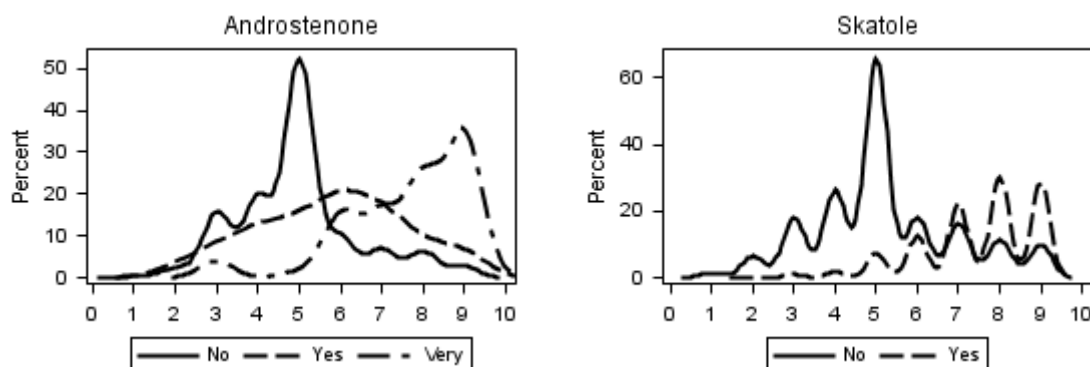 Androstenone
Percent
50
40
30
20
10
0
0 1 2 3 4 5 6 7 8 9 10
No Yes Very
Skatole
Percent
60
40
20
0
0 1 2 3 4 5 6 7 8 9 10
No Yes